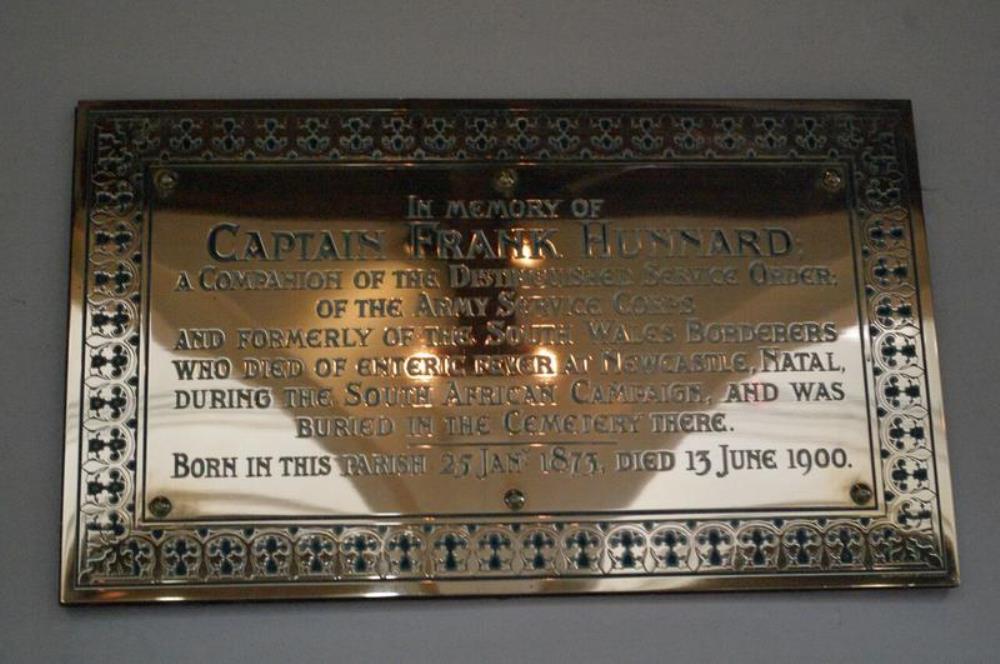 IN MEMORY OF
CAPTAIN FRANK HUNNARD;
A COMPANION OF THE DISTINGUISHED SERVICE ORDER;
OF THE ARMY SERVICE CORPS
AND FORMERLY OF THE SOUTH WALES BORDERERS
WHO DIED OF ENTERIC FEVER AT NEWCASTLE, NATAL,
DURING THE SOUTH AFRICAN CAMPAIGN, AND WAS
BURIED IN THE CEMETERY THERE.
BORN IN THIS PARISH 25 JANY 1873, DIED 13 JUNE 1900.